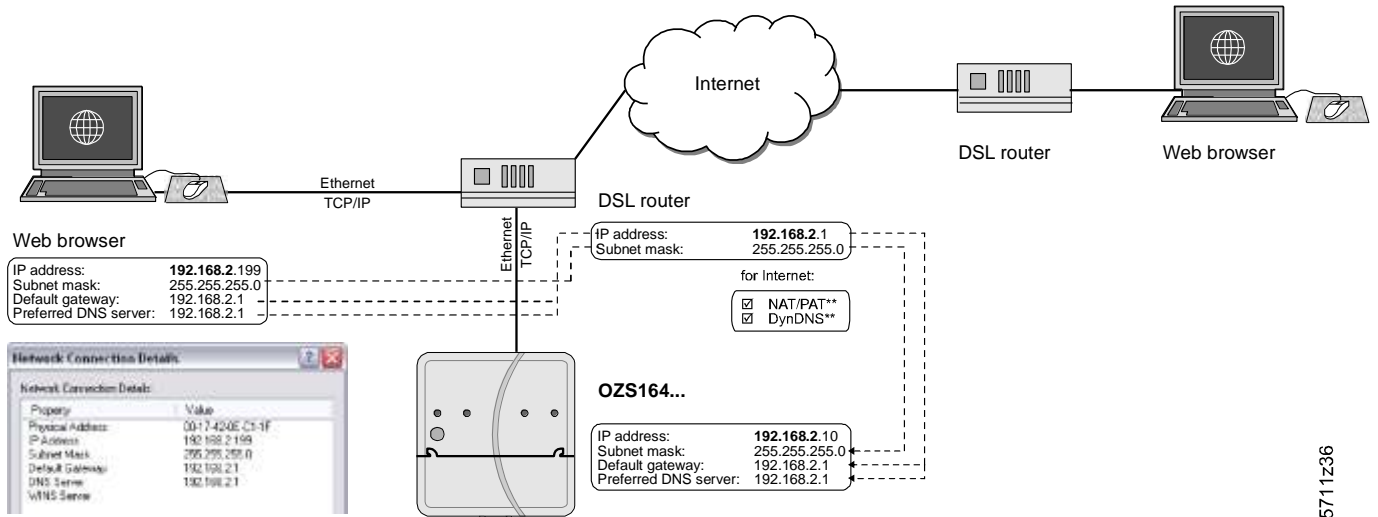 Internet
DSL router
Web browser
Ethernet
TCP/IP
DSL router
Ethernet
TCP/IP
IP address: 192.168.2.1
Subnet mask: 255.255.255.0
for Internet:
☑ NAT/PAT**
☑ DynDNS**
Web browser
IP address: 192.168.2.199
Subnet mask: 255.255.255.0
Default gateway: 192.168.2.1
Preferred DNS server: 192.168.2.1
Network Connection Details
Network Connection Details:
Property Value
Physical Address 00-17-42-0E-C1-1F
IP Address 192.168.2.199
Subnet Mask 255.255.255.0
Default Gateway 192.168.2.1
DNS Server 192.168.2.1
WINS Server
OZS164...
IP address: 192.168.2.10
Subnet mask: 255.255.255.0
Default gateway: 192.168.2.1
Preferred DNS server: 192.168.2.1
5711z36